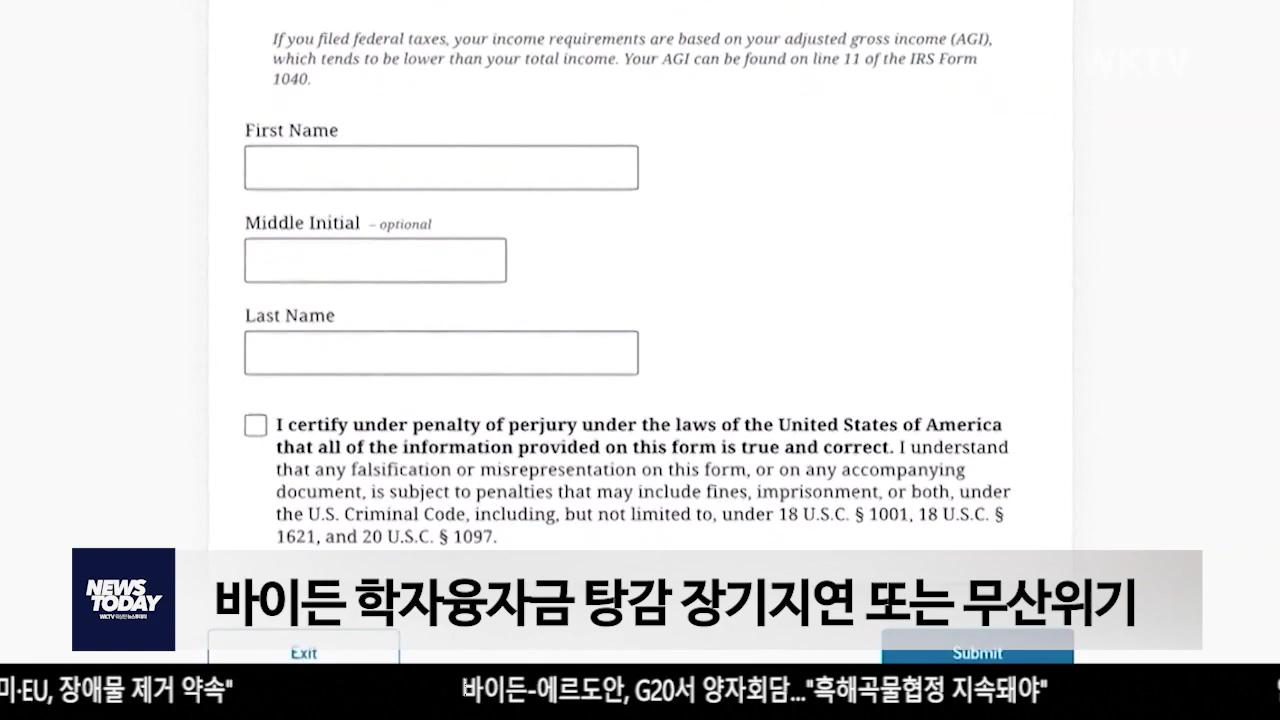 If you filed federal taxes, your income requirements are based on your adjusted gross income (AGI),
which tends to be lower than your total income. Your AGI can be found on line 11 of the IRS Form
1040.
WKTV
First Name
Middle Initial – optional
Last Name
I certify under penalty of perjury under the laws of the United States of America
that all of the information provided on this form is true and correct. I understand
that any falsification or misrepresentation on this form, or on any accompanying
document, is subject to penalties that may include fines, imprisonment, or both, under
the U.S. Criminal Code, including, but not limited to, under 18 U.S.C. § 1001, 18 U.S.C. §
1621, and 20 U.S.C. § 1097.
NEWS
TODAY
바이든 학자융자금 탕감 장기지연 또는 무산위기
Exit
Submit
미·EU, 장애물 제거 약속"
바이든-에르도안, G20서 양자회담..."흑해곡물협정 지속돼야"